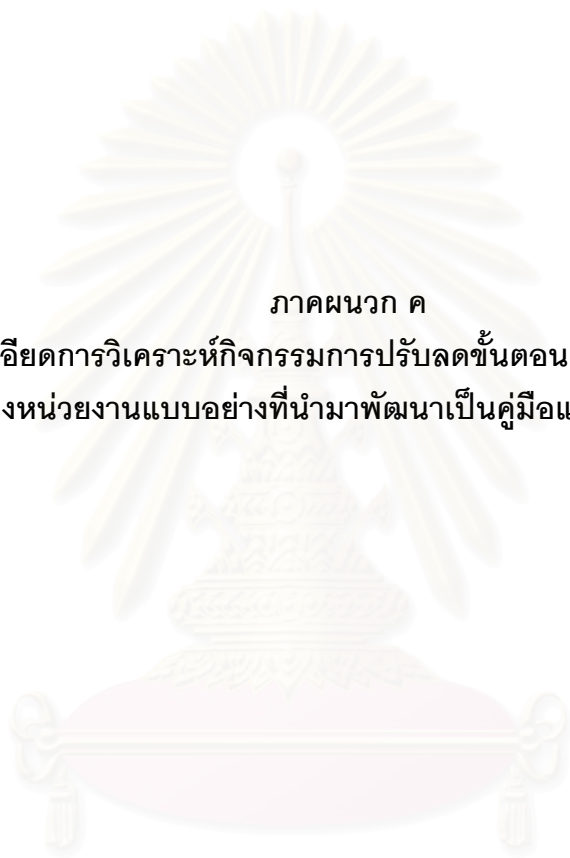 ภาคผนวก ค
อียดการวิเคราะห์กิจกรรมการปรับลดขั้นตอน
งหน่วยงานแบบอย่างที่นำมาพัฒนาเป็นคู่มือแ